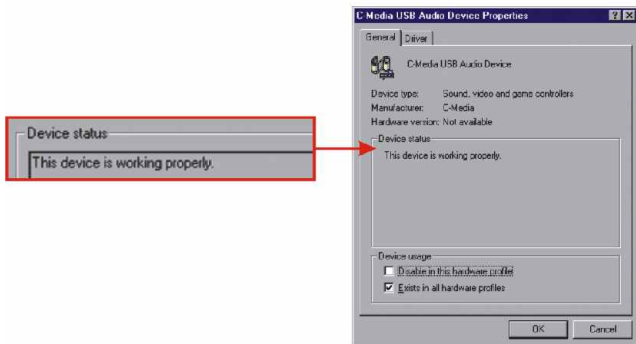 Device status
This device is working properly.
C-Media USB Audio Device Properties
General Driver
C-Media USB Audio Device
Device type: Sound, video and game controllers
Manufacturer: C-Media
Hardware version: Not available
Device status
This device is working properly.
Device usage
Disable in this hardware profile
Exists in all hardware profiles
OK Cancel